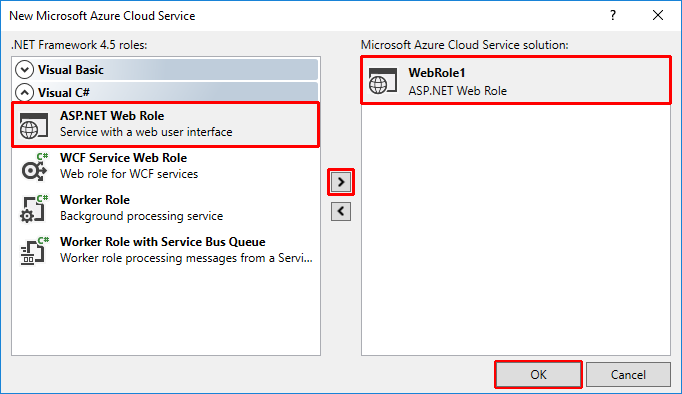 New Microsoft Azure Cloud Service
.NET Framework 4.5 roles:
Visual Basic
Visual C#
ASP.NET Web Role
Service with a web user interface
C#
WCF Service Web Role
Web role for WCF services
C#
Worker Role
Background processing service
C#
Worker Role with Service Bus Queue
Worker role processing messages from a Servi...
>
<
Microsoft Azure Cloud Service solution:
WebRole1
ASP.NET Web Role
OK
Cancel